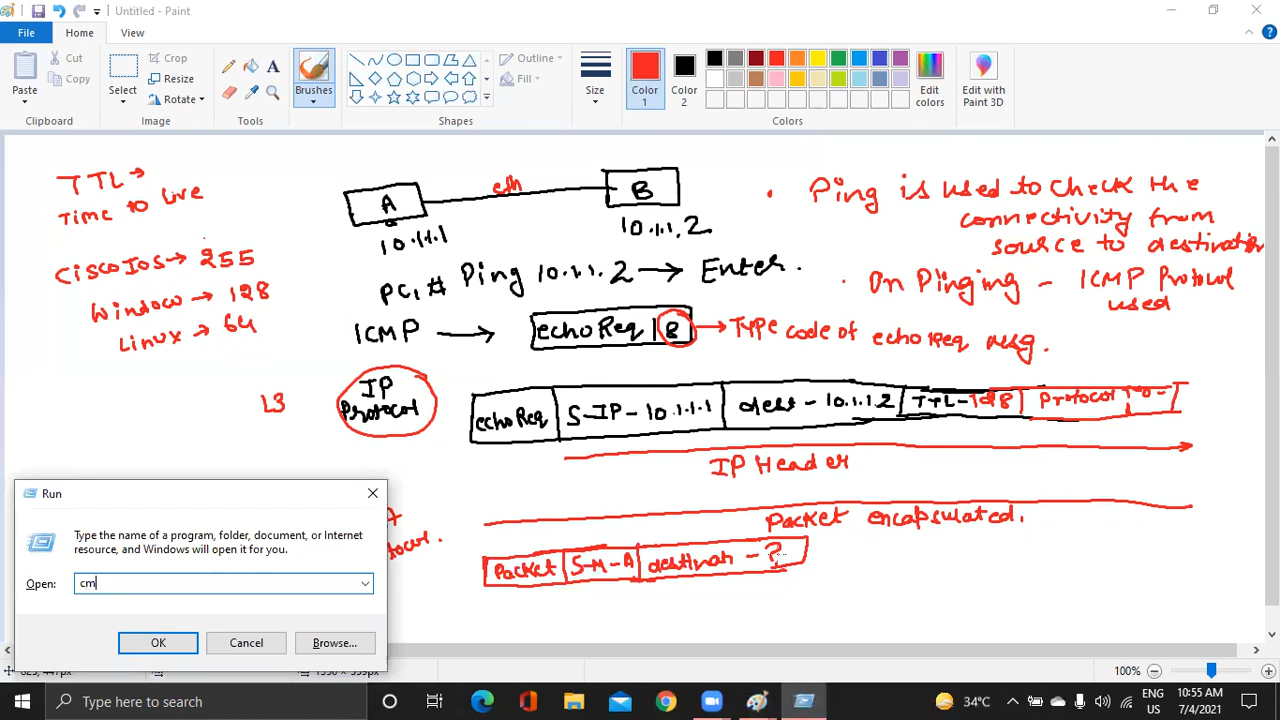 Untitled - Paint
File Home View
Paste
Cut
Copy
Clipboard
Select
Crop
Resize
Rotate
Image
Tools
Brushes
Outline
Fill
Shapes
Size
Color 1
Color 2
Edit colors
Colors
Edit with Paint 3D
TTL →
Time to Live
Cisco IOS → 255
Window → 128
Linux → 64
A
eth
B
10.1.1.1
10.1.1.2
PC1 # Ping 10.1.1.2 → Enter.
ICMP → echoReq | 8 → Type code of echoReq msg.
• Ping is used to check the
connectivity from
source to destination
• On Pinging - ICMP Protocol
used
L3 IP Protocol
echoReq S-IP-10.1.1.1 dest - 10.1.1.2 TTL-128 Protocol
IP Header
Packet encapsulated.
Packet S-M-A destinan - ?
Run
Type the name of a program, folder, document, or Internet
resource, and Windows will open it for you.
Open: cm
OK Cancel Browse...
100%
Type here to search
34°C
ENG
US
10:55 AM
7/4/2021